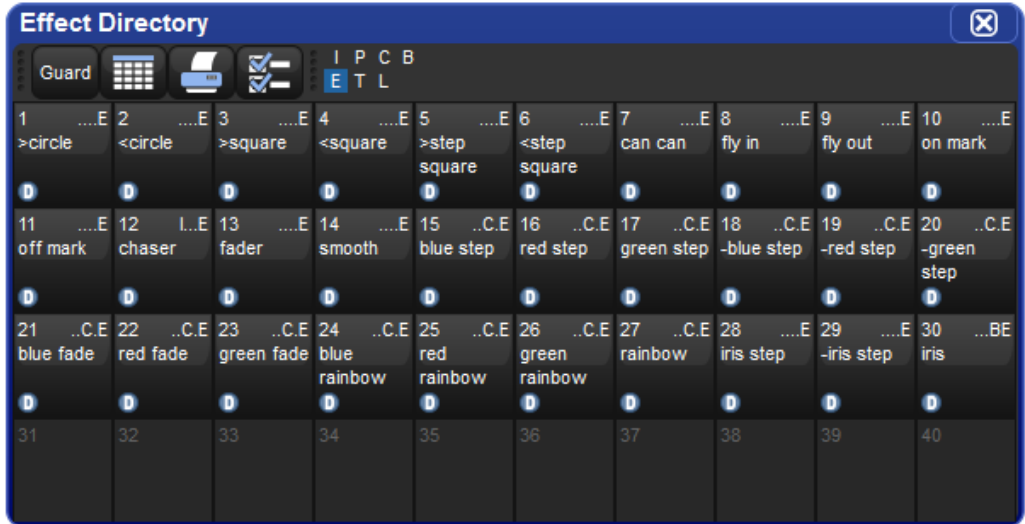 Effect Directory
Guard
I P C B
E T L
1 ....E 2 ....E 3 ....E 4 ....E 5 ....E 6 ....E 7 ....E 8 ....E 9 ....E 10 ....E
>circle <circle >square <square >step square <step square can can fly in fly out on mark
D D D D D D D D D D
11 ....E 12 I...E 13 ....E 14 ....E 15 ..C.E 16 ..C.E 17 ..C.E 18 ..C.E 19 ..C.E 20 ..C.E
off mark chaser fader smooth blue step red step green step -blue step -red step -green step
D D D D D D D D D D
21 ..C.E 22 ..C.E 23 ..C.E 24 ..C.E 25 ..C.E 26 ..C.E 27 ..C.E 28 ....E 29 ....E 30 ...BE
blue fade red fade green fade blue rainbow red rainbow green rainbow rainbow iris step -iris step iris
D D D D D D D D D D
31 32 33 34 35 36 37 38 39 40